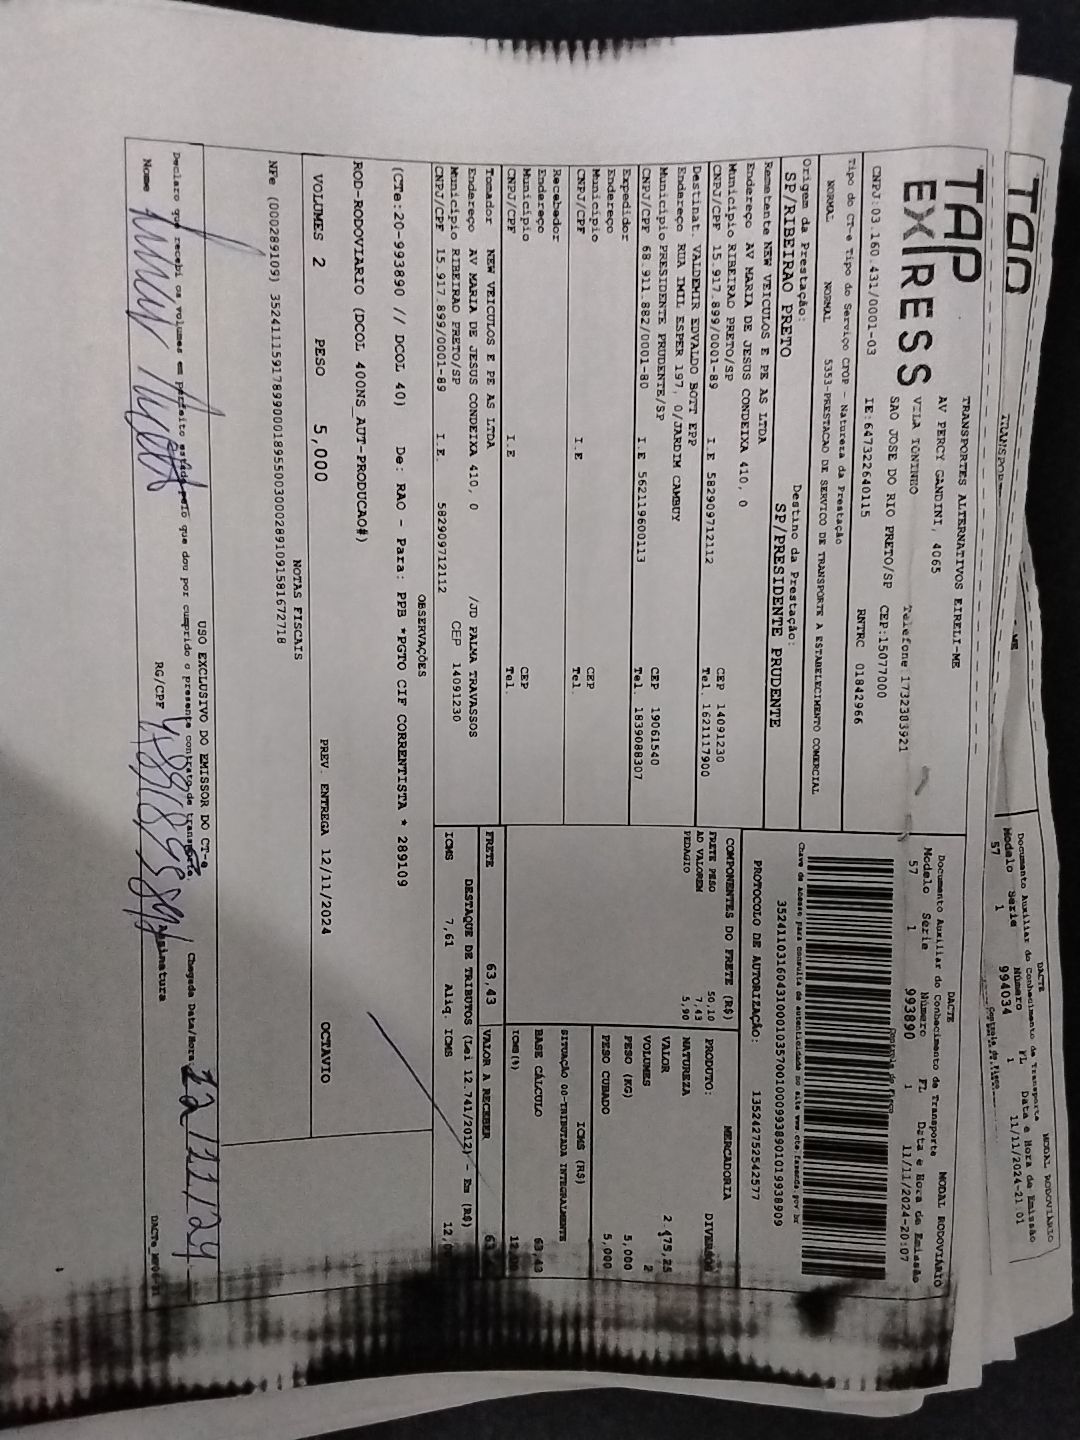 TAP
EXPRESS
TRANSPORTES ALTERNATIVOS EIRELI-ME
AV PERCY GANDINI, 4065
VILA TONINHO Telefone 1732383921
SAO JOSE DO RIO PRETO/SP CEP:15077000
CNPJ:03.160.431/0001-03 IE:647322640115 RNTRC 01842966
Tipo do CT-e Tipo do Serviço CFOP - Natureza da Prestação
NORMAL NORMAL 5353-PRESTACAO DE SERVICO DE TRANSPORTE A ESTABELECIMENTO COMERCIAL
Origem da Prestação: Destino da Prestação:
SP/RIBEIRAO PRETO SP/PRESIDENTE PRUDENTE
Remetente NEW VEICULOS E PE AS LTDA
Endereço AV MARIA DE JESUS CONDEIXA 410, 0
Município RIBEIRAO PRETO/SP CEP 14091230
CNPJ/CPF 15.917.899/0001-89 I.E 582909712112 Tel. 1621117900
Destinat. VALDEMIR EDVALDO BOTT EPP
Endereço RUA IMIL ESPER 197, 0/JARDIM CAMBUY
Município PRESIDENTE PRUDENTE/SP CEP 19061540
CNPJ/CPF 68.911.882/0001-80 I.E 562119600113 Tel. 1839088307
Expedidor
Endereço
Município CEP
CNPJ/CPF I.E Tel.
Recebedor
Endereço
Município CEP
CNPJ/CPF I.E Tel.
Tomador NEW VEICULOS E PE AS LTDA
Endereço AV MARIA DE JESUS CONDEIXA 410, 0 /JD PALMA TRAVASSOS
Município RIBEIRAO PRETO/SP CEP 14091230
CNPJ/CPF 15.917.899/0001-89 I.E. 582909712112
DACTE MODAL RODOVIÁRIO
Documento Auxiliar do Conhecimento de Transporte
Modelo Série Número FL Data e Hora de Emissão
57 1 993890 1 11/11/2024-20:07
Controle do Fisco
Chave de Acesso para consulta de autenticidade no site www.cte.fazenda.gov.br
35241103160431000103570010009938901019938909
PROTOCOLO DE AUTORIZAÇÃO: 135242752542577
COMPONENTES DO FRETE (R$)
FRETE PESO 50,10
AD VALOREM 7,43
PEDAGIO 5,90
MERCADORIA
PRODUTO: DIVERSOS
NATUREZA
VALOR
VOLUMES 2
PESO (KG) 5,000
PESO CUBADO 5,000
ICMS (R$)
SITUAÇÃO 00-TRIBUTADA INTEGRALMENTE
BASE CÁLCULO 63,43
ICMS(%) 12,00
FRETE 63,43 VALOR A RECEBER
DESTAQUE DE TRIBUTOS (Lei 12.741/2012) - Em (R$)
ICMS 7,61 Aliq. ICMS
OBSERVAÇÕES
(CTe:20-993890 // DCOL 40) De: RAO - Para: PPB *PGTO CIF CORRENTISTA * 289109
ROD-RODOVIARIO (DCOL 400NS_AUT-PRODUCAO#)
VOLUMES 2 PESO 5,000 PREV. ENTREGA 12/11/2024 OCTAVIO
NOTAS FISCAIS
NFe (000289109) 35241115917899000189550030002891091581672718
USO EXCLUSIVO DO EMISSOR DO CT-e
Declaro que recebi os volumes em perfeito estado pelo que dou por cumprido o presente contrato de transporte. Chegada Data/Hora 12/11/24
Nome RG/CPF Assinatura
DACTE MODAL RODOVIÁRIO
Documento Auxiliar do Conhecimento de Transporte
Modelo Série Número FL Data e Hora de Emissão
57 1 994034 1 11/11/2024-21:01